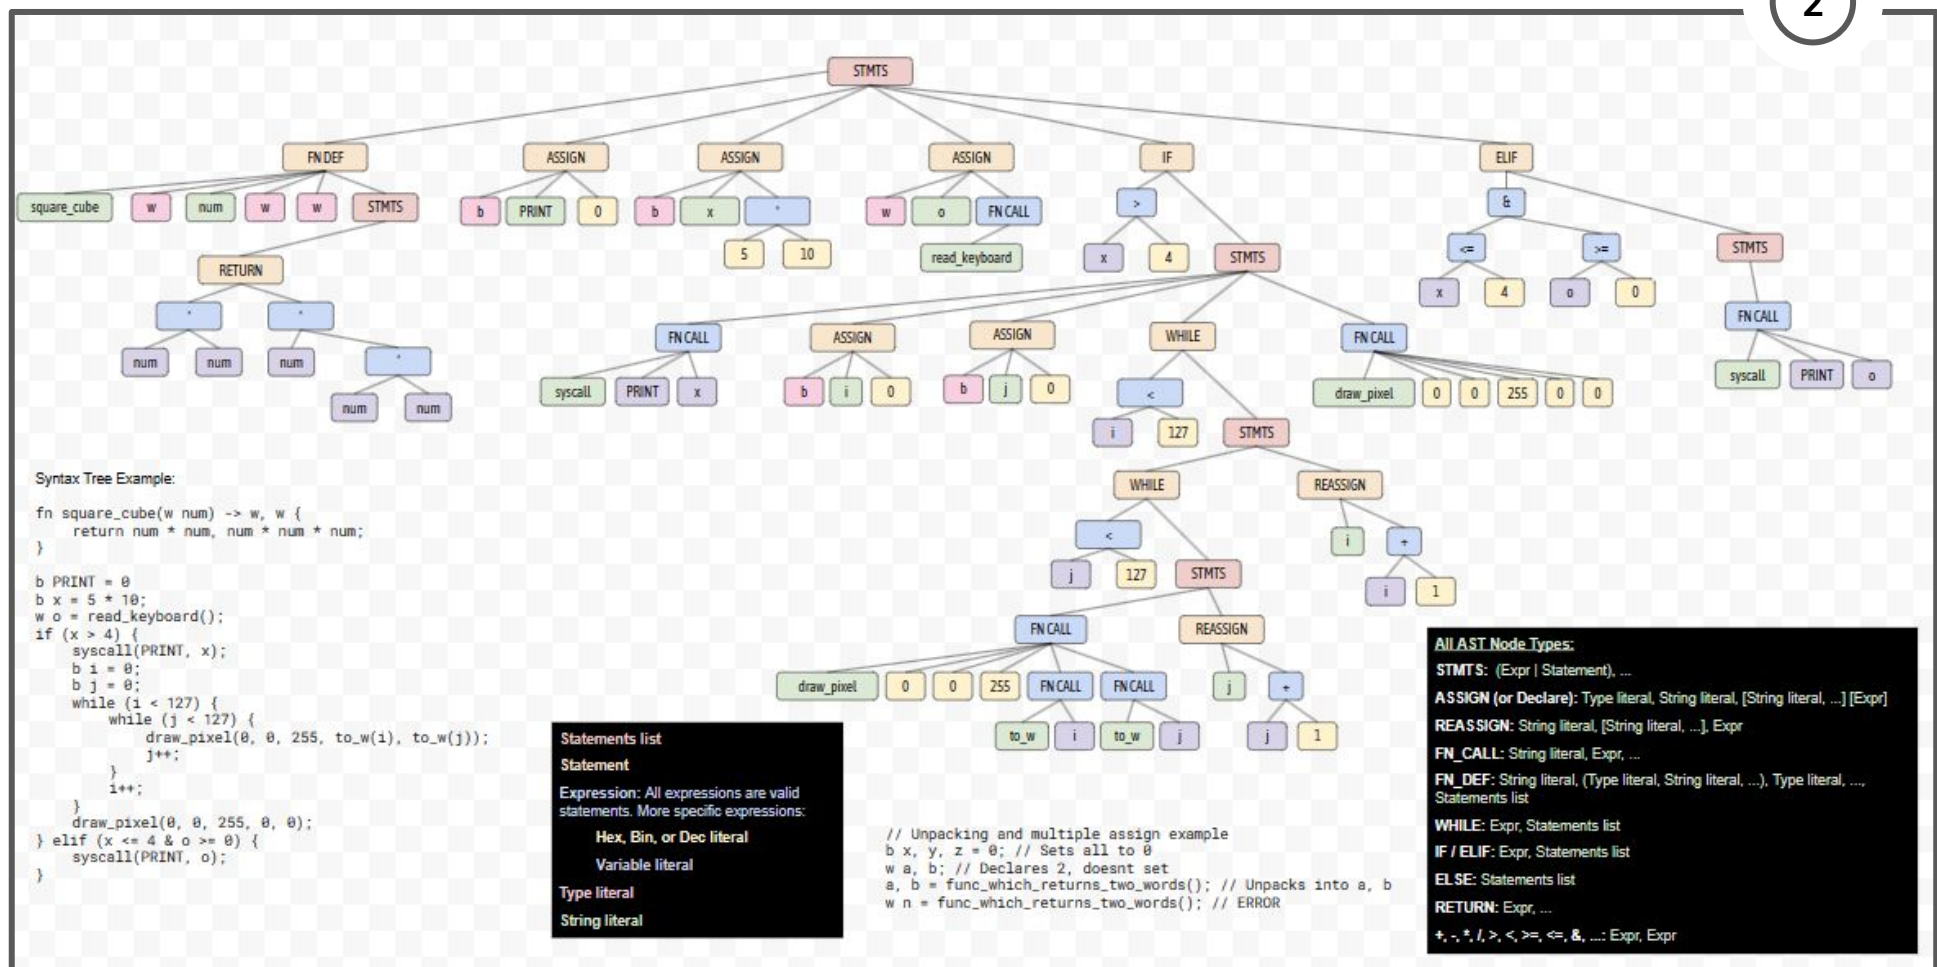 2
STMTS
FN DEF ASSIGN ASSIGN ASSIGN IF ELIF
square_cube w num w w STMTS b PRINT 0 b x * w o FN CALL > &
5 10 read_keyboard x 4 STMTS <= >= STMTS
RETURN x 4 o 0
* * FN CALL ASSIGN ASSIGN WHILE FN CALL FN CALL
num num num * syscall PRINT x b i 0 b j 0 < draw_pixel 0 0 255 0 0 syscall PRINT o
num num i 127 STMTS
WHILE REASSIGN
< i +
j 127 STMTS i 1
FN CALL REASSIGN
draw_pixel 0 0 255 FN CALL FN CALL j +
to_w i to_w j j 1
Syntax Tree Example:
fn square_cube(w num) -> w, w {
return num * num, num * num * num;
}
b PRINT = 0
b x = 5 * 10;
w o = read_keyboard();
if (x > 4) {
syscall(PRINT, x);
b i = 0;
b j = 0;
while (i < 127) {
while (j < 127) {
draw_pixel(0, 0, 255, to_w(i), to_w(j));
j++;
}
i++;
}
draw_pixel(0, 0, 255, 0, 0);
} elif (x <= 4 & o >= 0) {
syscall(PRINT, o);
}
Statements list
Statement
Expression: All expressions are valid
statements. More specific expressions:
Hex, Bin, or Dec literal
Variable literal
Type literal
String literal
// Unpacking and multiple assign example
b x, y, z = 0; // Sets all to 0
w a, b; // Declares 2, doesnt set
a, b = func_which_returns_two_words(); // Unpacks into a, b
w n = func_which_returns_two_words(); // ERROR
All AST Node Types:
STMTS: (Expr | Statement), ...
ASSIGN (or Declare): Type literal, String literal, [String literal, ...] [Expr]
REASSIGN: String literal, [String literal, ...], Expr
FN_CALL: String literal, Expr, ...
FN_DEF: String literal, (Type literal, String literal, ...), Type literal, ...,
Statements list
WHILE: Expr, Statements list
IF / ELIF: Expr, Statements list
ELSE: Statements list
RETURN: Expr, ...
+, -, *, /, >, <, >=, <=, &, ...: Expr, Expr